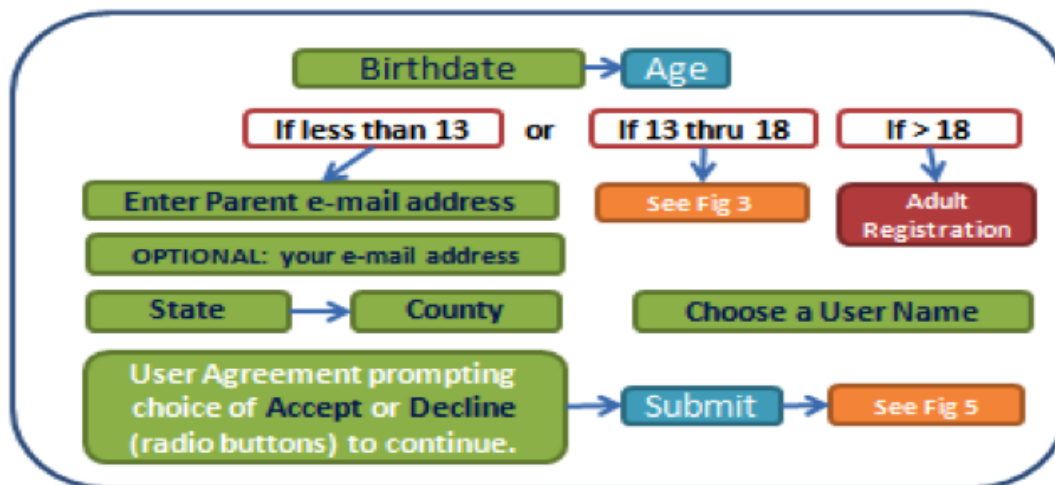 Birthdate Age
If less than 13 or If 13 thru 18 If > 18
Enter Parent e-mail address See Fig 3 Adult
Registration
OPTIONAL: your e-mail address
State County Choose a User Name
User Agreement prompting
choice of Accept or Decline Submit See Fig 5
(radio buttons) to continue.